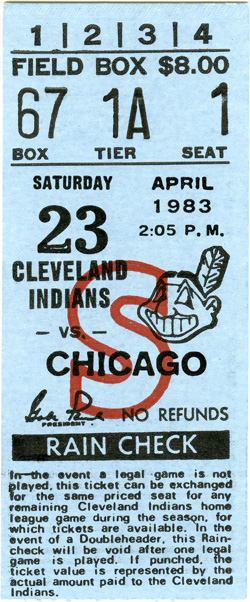 1 | 2 | 3 | 4
FIELD BOX $8.00
67 1A 1
BOX TIER SEAT
SATURDAY APRIL
23 1983
2:05 P. M.
CLEVELAND
INDIANS
- VS. -
S
CHICAGO
PRESIDENT NO REFUNDS
RAIN CHECK
In the event a legal game is not
played, this ticket can be exchanged
for the same priced seat for any
remaining Cleveland Indians home
league game during the season, for
which tickets are available. In the
event of a Doubleheader, this Rain-
check will be void after one legal
game is played. If punched, the
ticket value is represented by the
actual amount paid to the Cleveland
Indians.